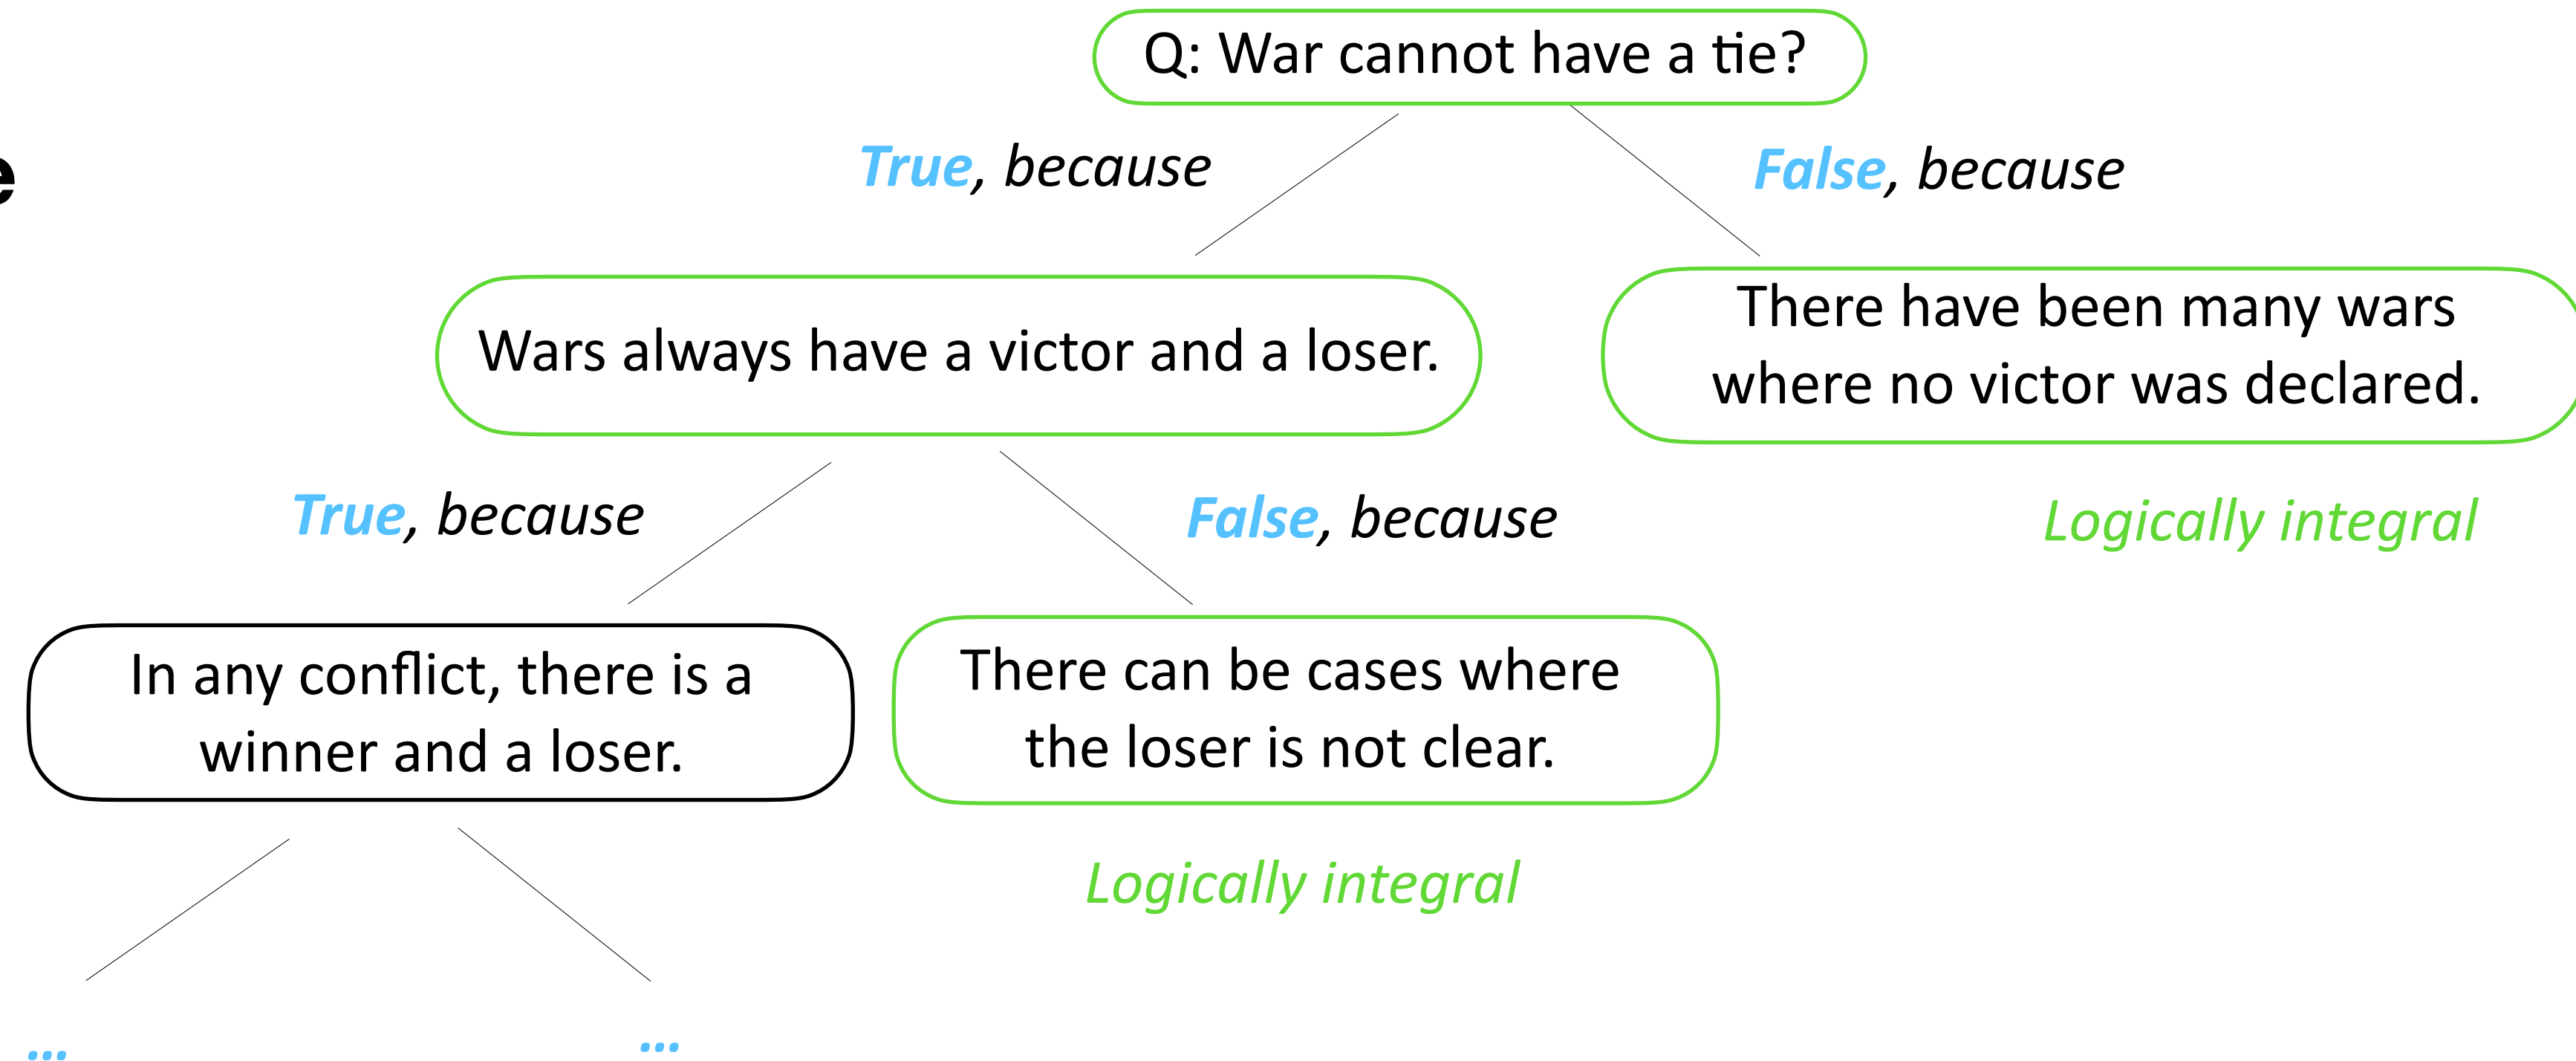 Q: War cannot have a tie?
e
True, because
False, because
Wars always have a victor and a loser.
There have been many wars
where no victor was declared.
True, because
False, because
Logically integral
In any conflict, there is a
winner and a loser.
There can be cases where
the loser is not clear.
Logically integral
...
...